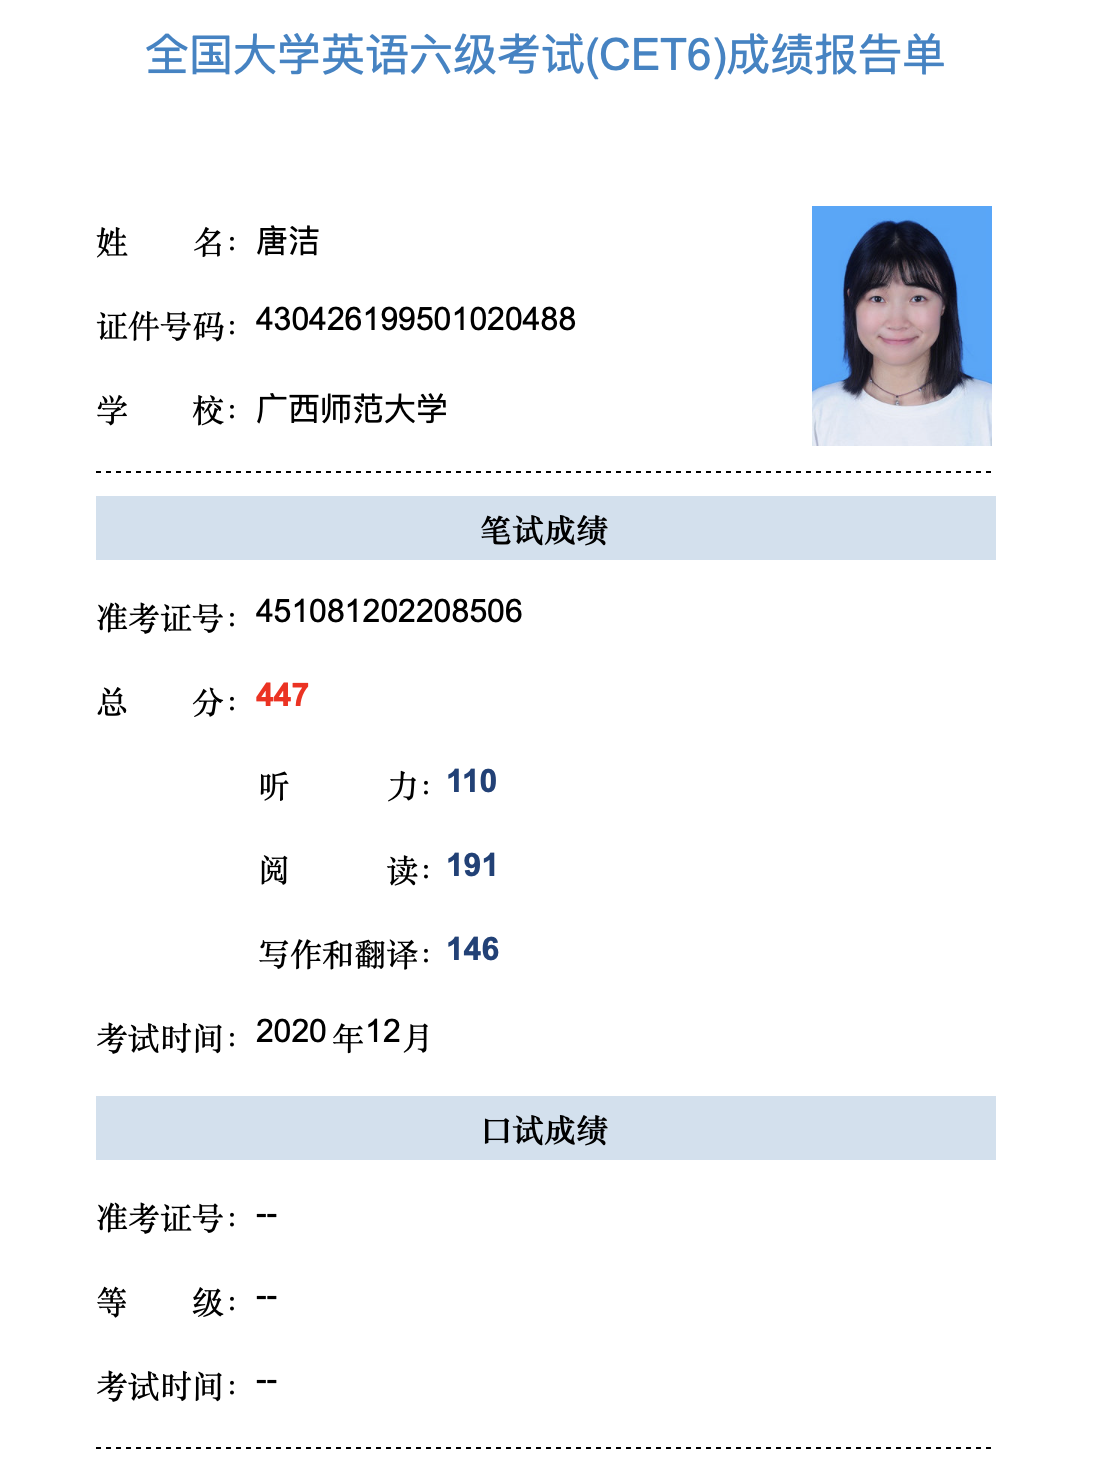 全国大学英语六级考试(CET6)成绩报告单
姓 名：唐洁
证件号码：430426199501020488
学 校：广西师范大学
笔试成绩
准考证号：451081202208506
总 分：447
听 力：110
阅 读：191
写作和翻译：146
考试时间：2020年12月
口试成绩
准考证号：--
等 级：--
考试时间：--